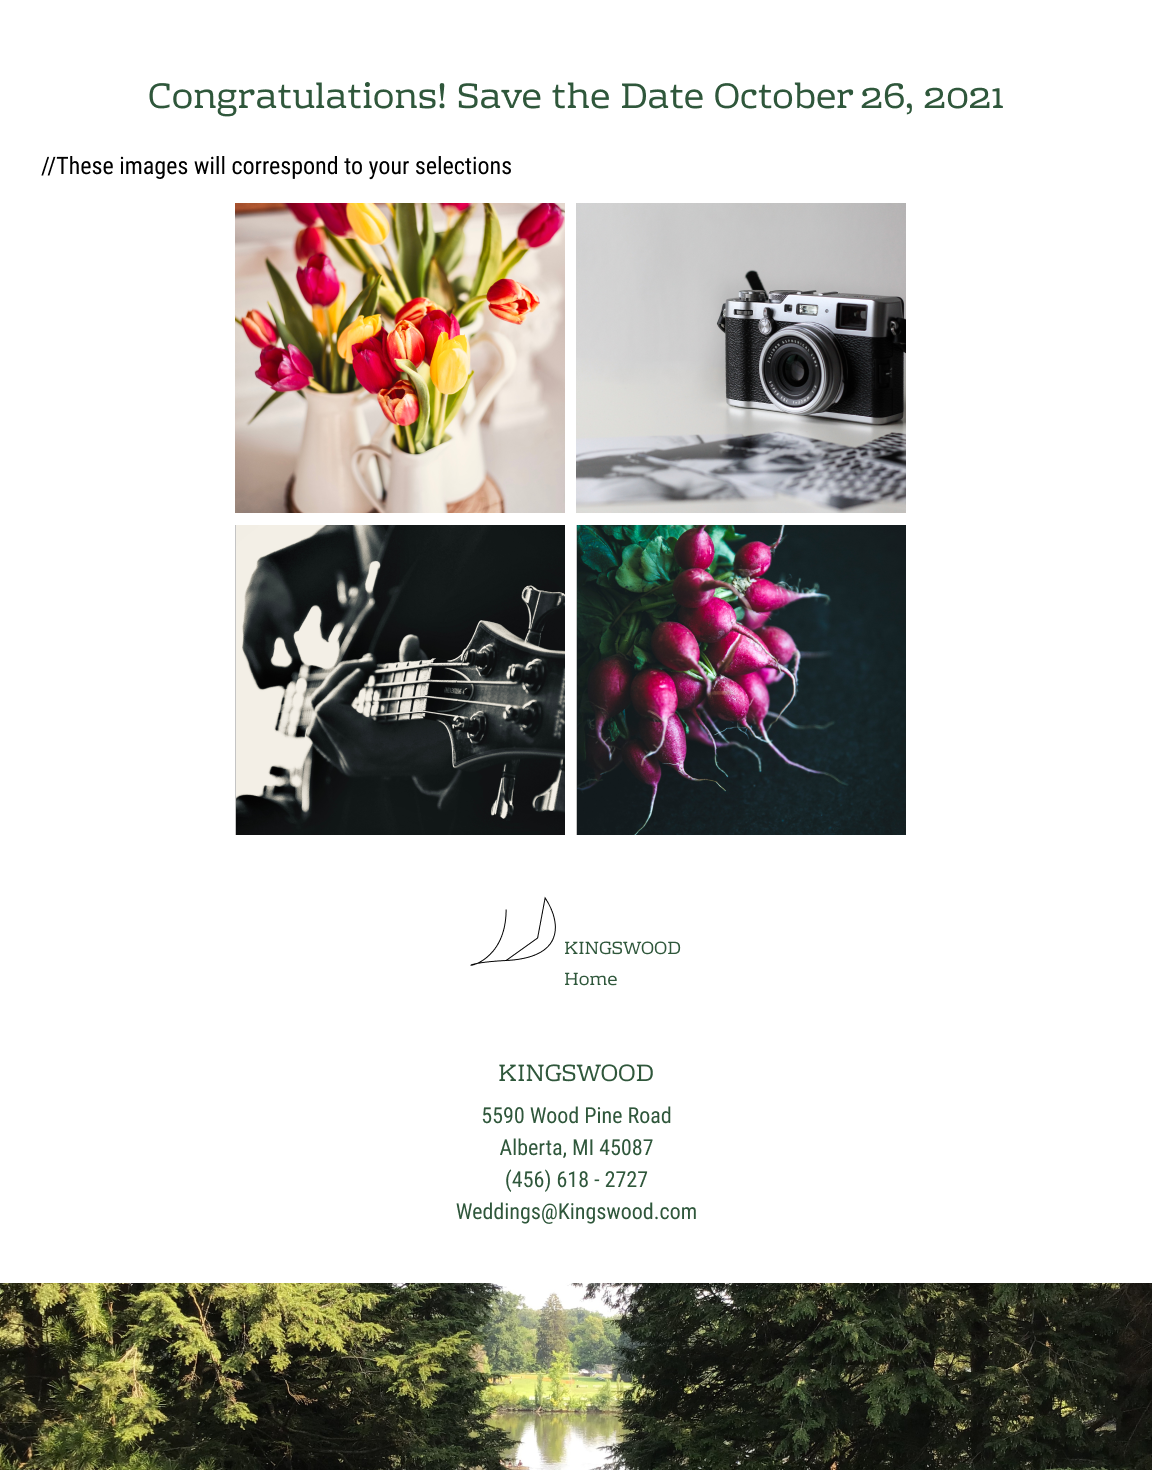 Congratulations! Save the Date October 26, 2021
//These images will correspond to your selections
KINGSWOOD
Home
KINGSWOOD
5590 Wood Pine Road
Alberta, MI 45087
(456) 618 - 2727
Weddings@Kingswood.com